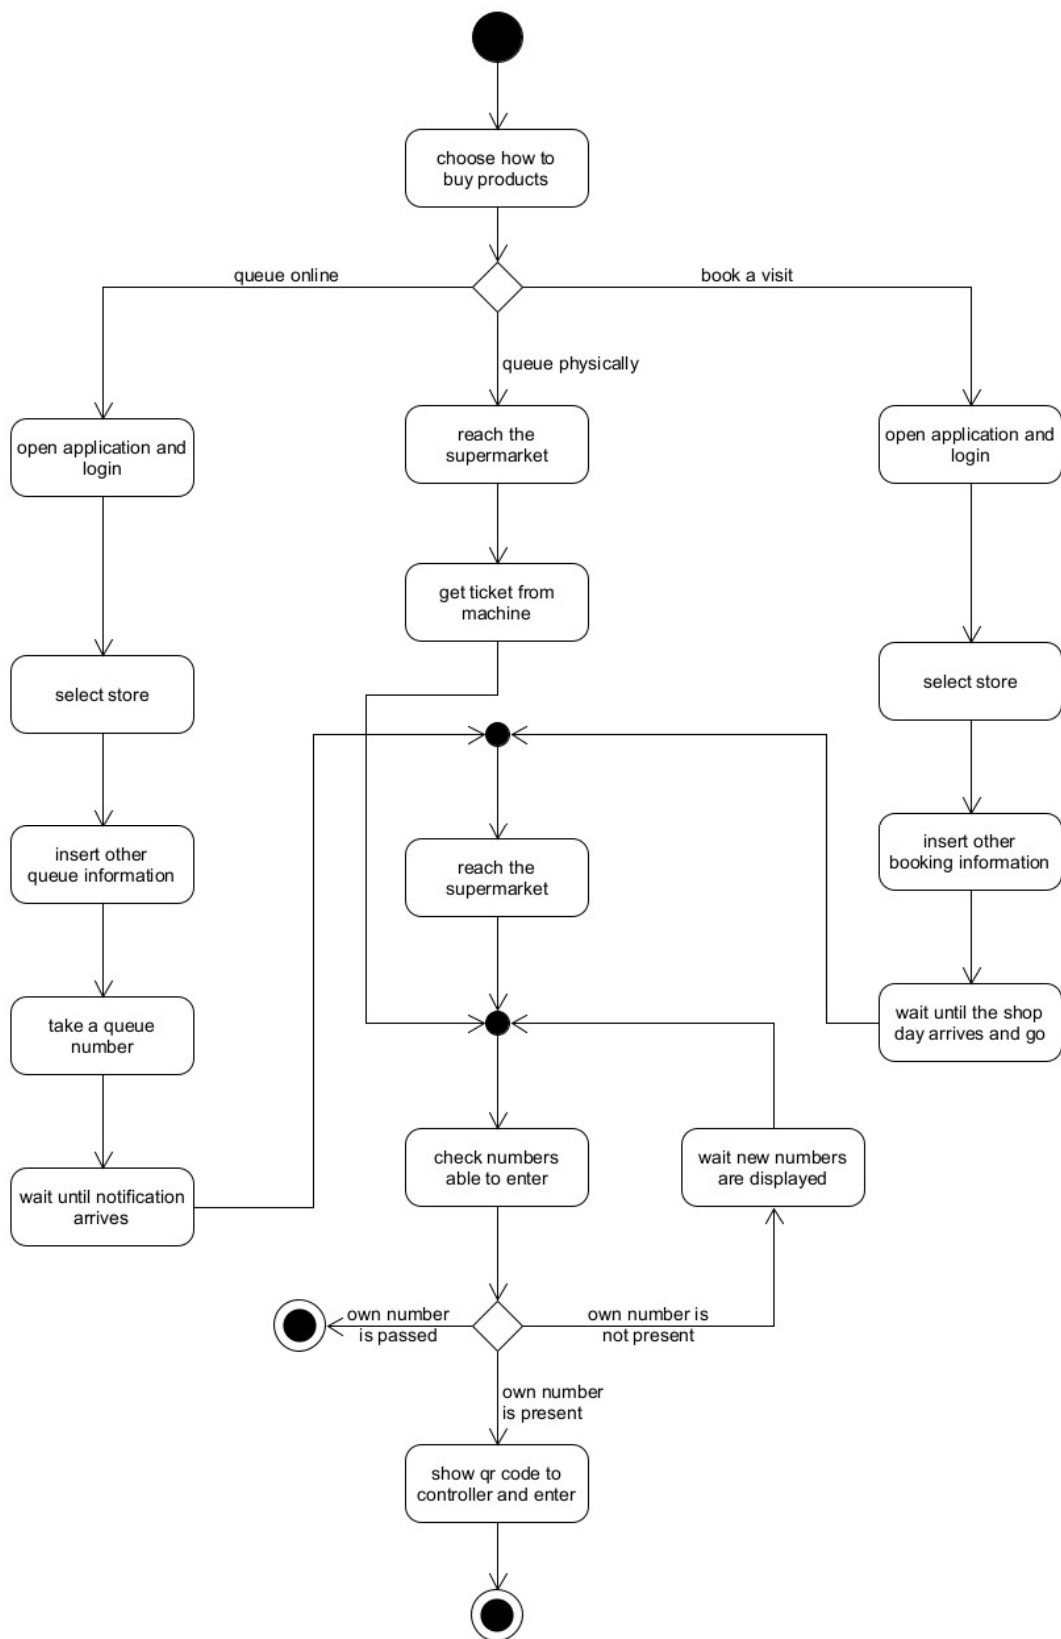 choose how to
buy products
queue online
book a visit
queue physically
open application and
login
reach the
supermarket
open application and
login
get ticket from
machine
select store
select store
insert other
queue information
reach the
supermarket
insert other
booking information
take a queue
number
wait until the shop
day arrives and go
wait until notification
arrives
check numbers
able to enter
wait new numbers
are displayed
own number
is passed
own number is
not present
own number
is present
show qr code to
controller and enter